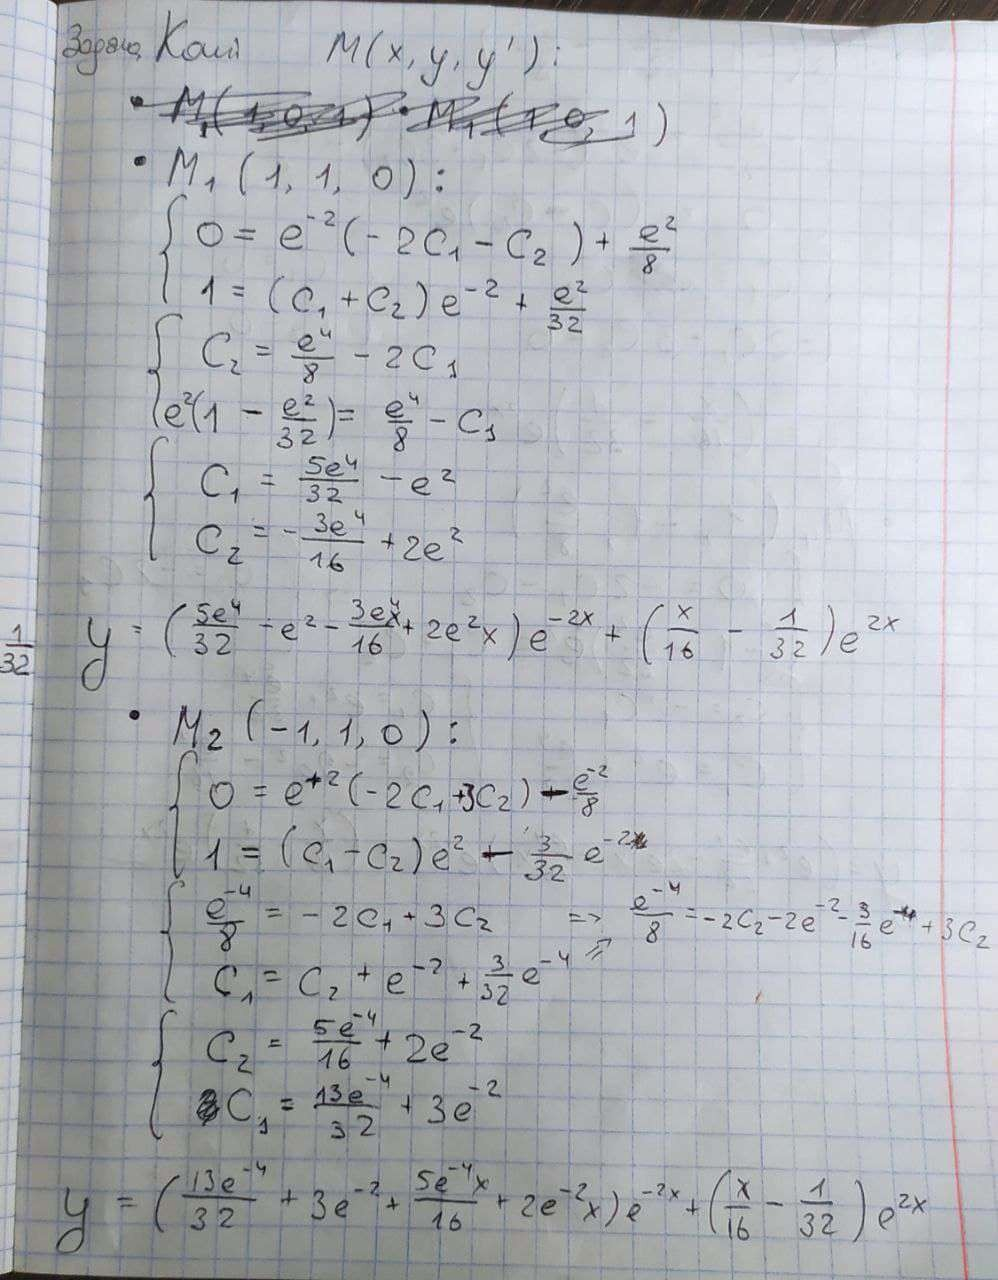 Задача Коші M(x, y, y'):
• M₁(1, 1, 0):
0 = e⁻²(-2C₁ - C₂) + e²/8
1 = (C₁ + C₂)e⁻² + e²/32
C₂ = e⁴/8 - 2C₁
e²(1 - e²/32) = e⁴/8 - C₁
C₁ = 5e⁴/32 - e²
C₂ = -3e⁴/16 + 2e²
1/32
y = (5e⁴/32 - e² - 3e⁴x/16 + 2e²x)e⁻²ˣ + (x/16 - 1/32)e²ˣ
• M₂(-1, 1, 0):
0 = e⁺²(-2C₁ + 3C₂) - e⁻²/8
1 = (C₁ - C₂)e² - 3/32 e⁻²
e⁻⁴/8 = -2C₁ + 3C₂ => e⁻⁴/8 = -2C₂ - 2e⁻² - 3/16 e⁻⁴ + 3C₂
C₁ = C₂ + e⁻² + 3/32 e⁻⁴
C₂ = 5e⁻⁴/16 + 2e⁻²
C₁ = 13e⁻⁴/32 + 3e⁻²
y = (13e⁻⁴/32 + 3e⁻² + 5e⁻⁴x/16 + 2e⁻²x)e⁻²ˣ + (x/16 - 1/32)e²ˣ